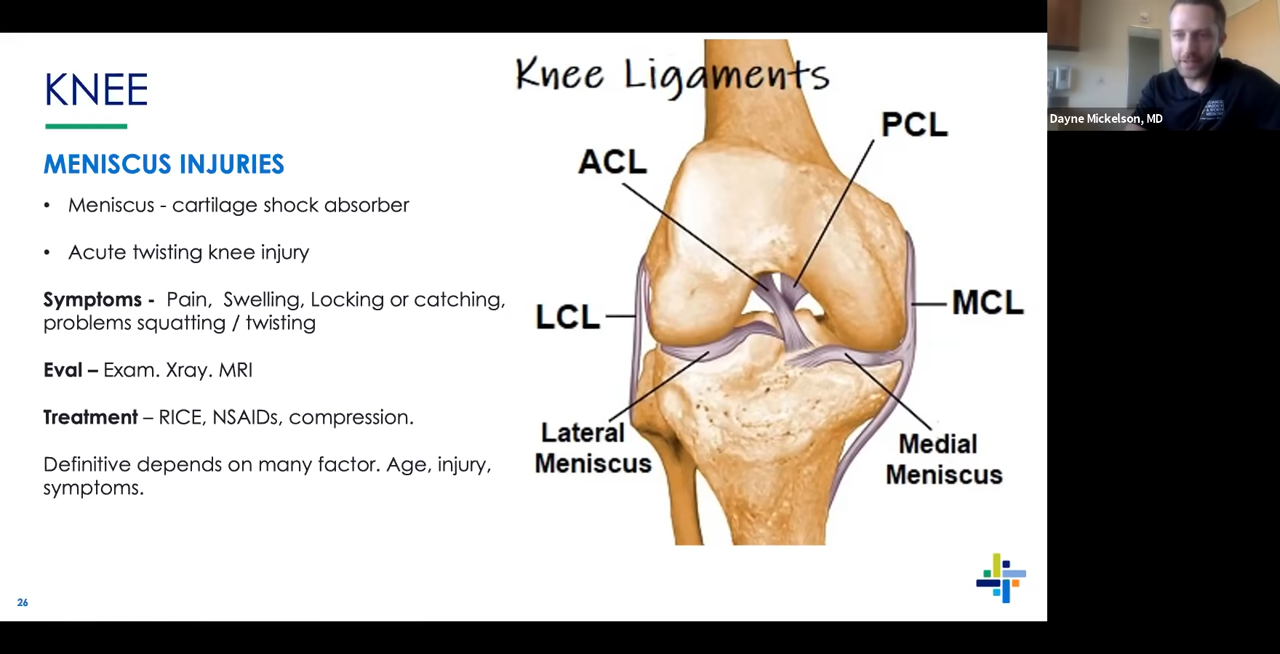 KNEE
MENISCUS INJURIES
• Meniscus - cartilage shock absorber
• Acute twisting knee injury
Symptoms - Pain, Swelling, Locking or catching,
problems squatting / twisting
Eval – Exam. Xray. MRI
Treatment – RICE, NSAIDs, compression.
Definitive depends on many factor. Age, injury,
symptoms.
26
Knee Ligaments
PCL
ACL
LCL
MCL
Lateral
Meniscus
Medial
Meniscus
Dayne Mickelson, MD